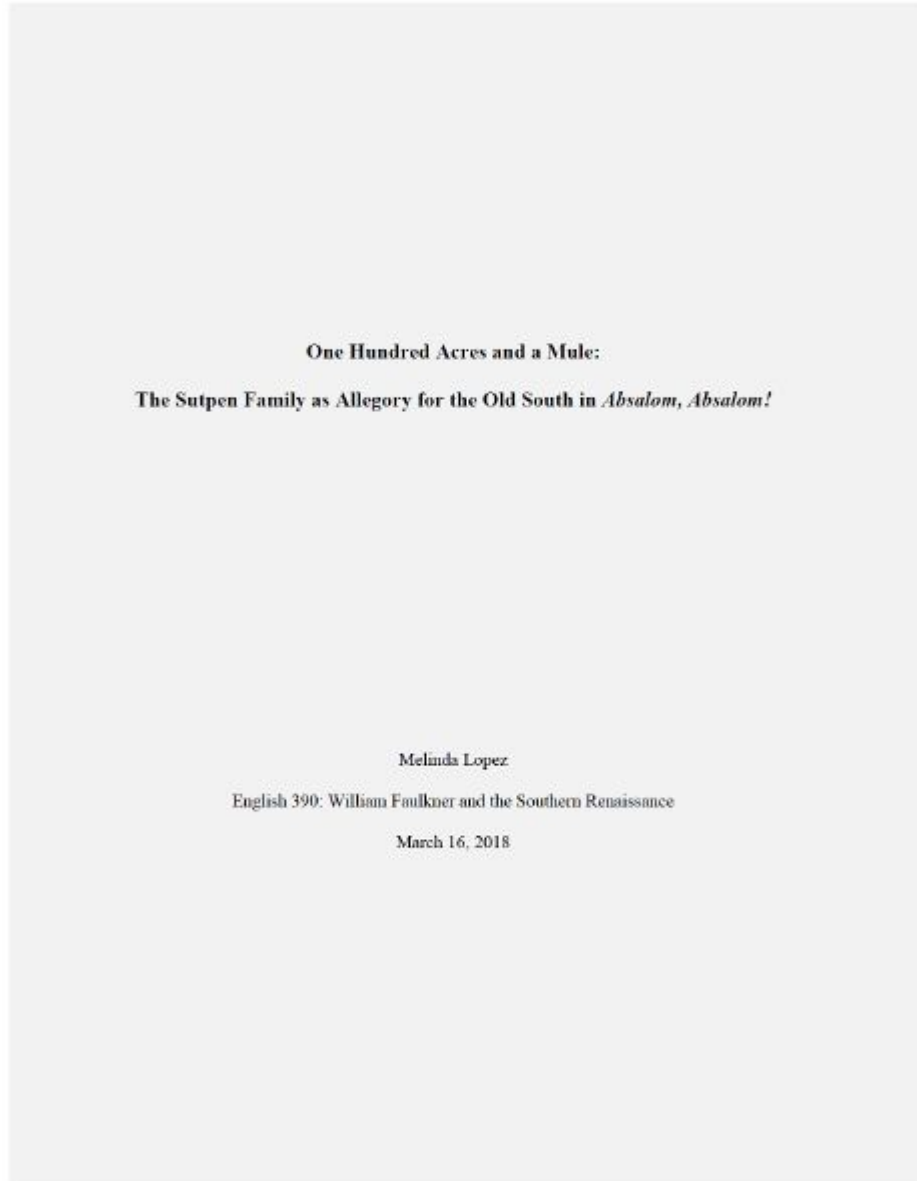 One Hundred Acres and a Mule:
The Sutpen Family as Allegory for the Old South in Absalom, Absalom!
Melinda Lopez
English 390: William Faulkner and the Southern Renaissance
March 16, 2018